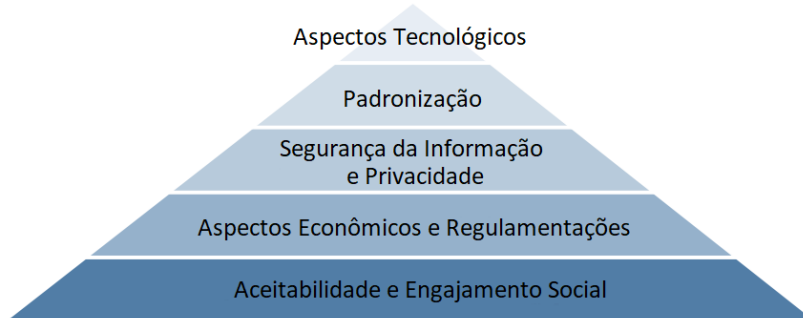 Aspectos Tecnológicos
Padronização
Segurança da Informação
e Privacidade
Aspectos Econômicos e Regulamentações
Aceitabilidade e Engajamento Social